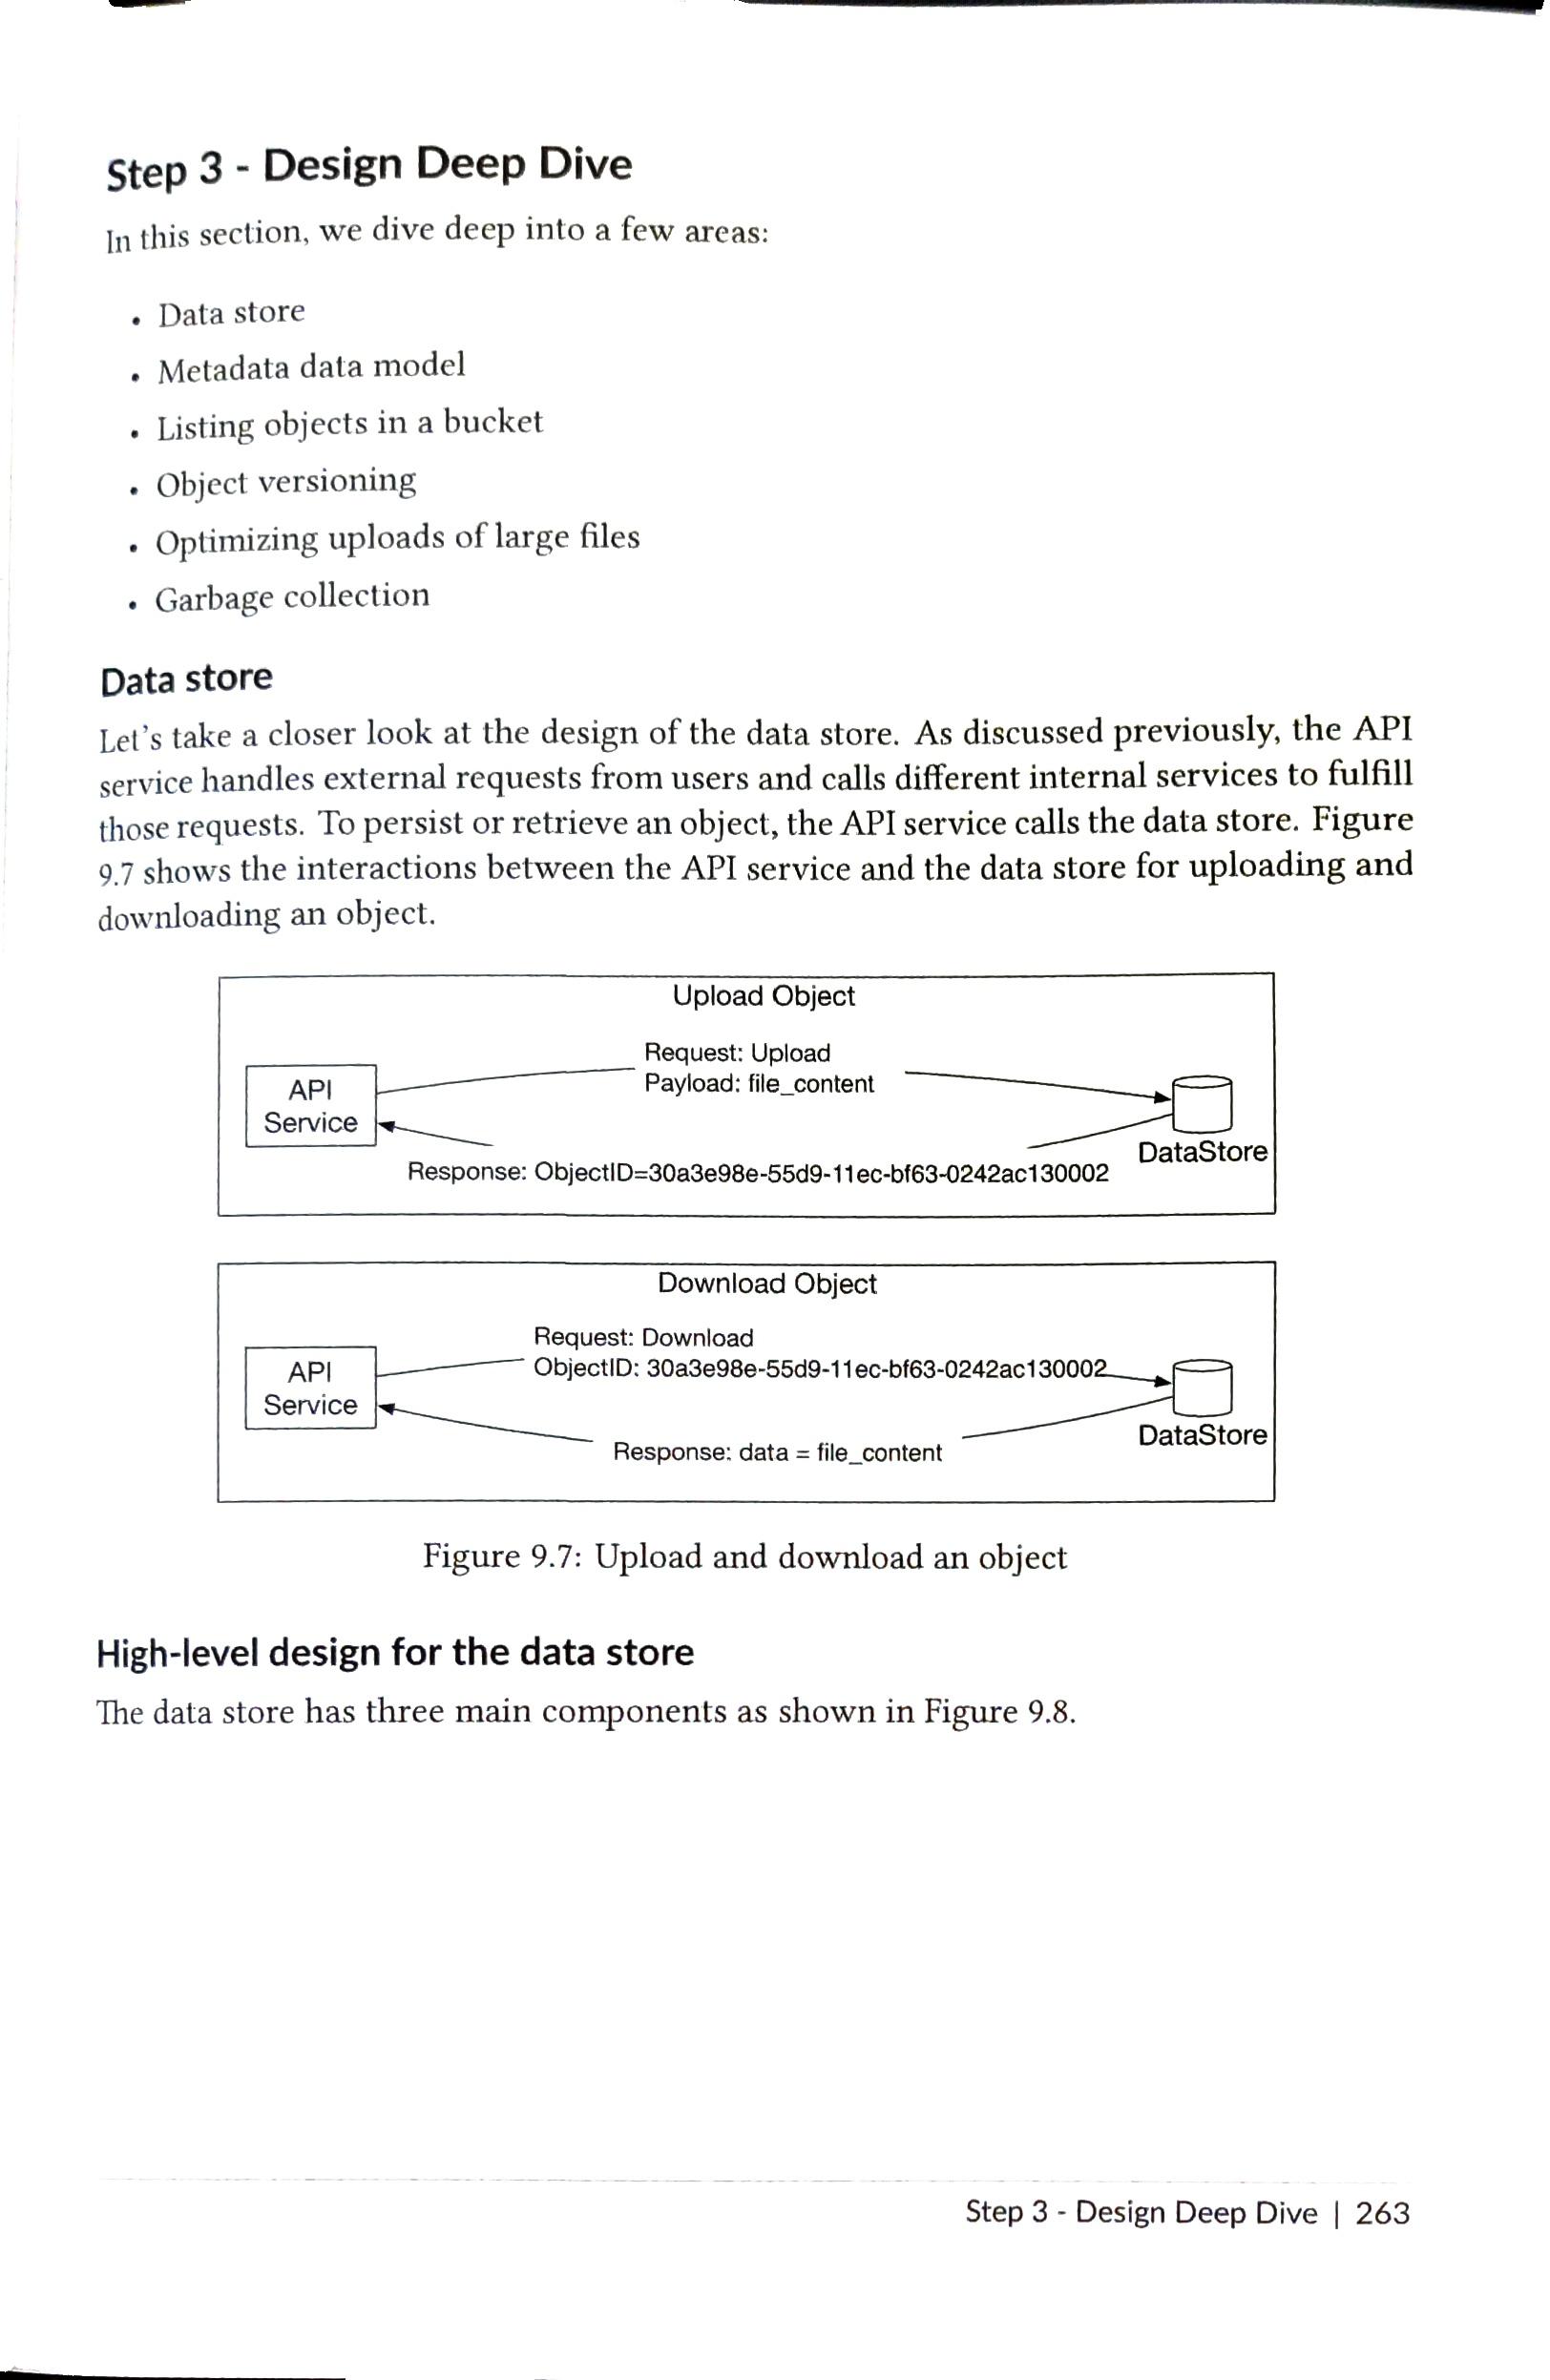 Step 3 - Design Deep Dive
In this section, we dive deep into a few areas:
• Data store
• Metadata data model
• Listing objects in a bucket
• Object versioning
• Optimizing uploads of large files
• Garbage collection
Data store
Let's take a closer look at the design of the data store. As discussed previously, the API
service handles external requests from users and calls different internal services to fulfill
those requests. To persist or retrieve an object, the API service calls the data store. Figure
9.7 shows the interactions between the API service and the data store for uploading and
downloading an object.
Upload Object
Request: Upload
Payload: file_content
API
Service
DataStore
Response: ObjectID=30a3e98e-55d9-11ec-bf63-0242ac130002
Download Object
Request: Download
ObjectID: 30a3e98e-55d9-11ec-bf63-0242ac130002
API
Service
DataStore
Response: data = file_content
Figure 9.7: Upload and download an object
High-level design for the data store
The data store has three main components as shown in Figure 9.8.
Step 3 - Design Deep Dive | 263